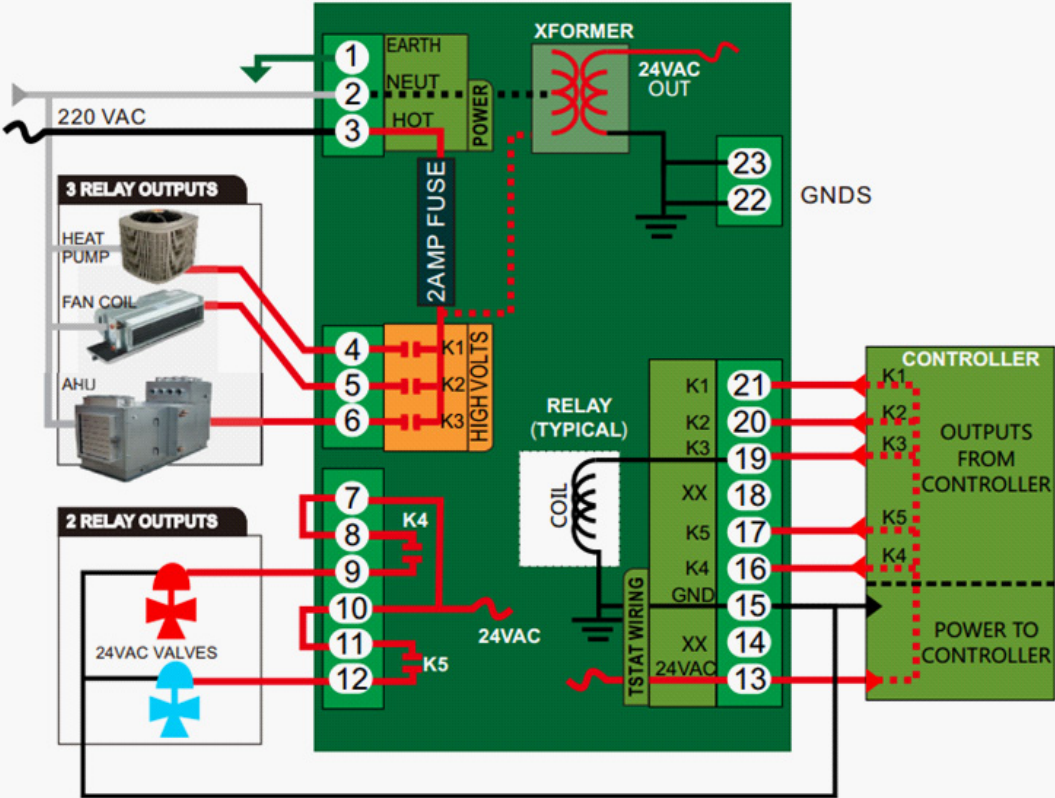 XFORMER
1
EARTH
24VAC
OUT
2
NEUT
POWER
220 VAC
3
HOT
23
22
GNDS
2 AMP FUSE
3 RELAY OUTPUTS
HEAT
PUMP
FAN COIL
AHU
4
K1
5
K2
6
K3
HIGH VOLTS
RELAY
(TYPICAL)
COIL
K1
21
K2
20
K3
19
XX
18
K5
17
K4
16
GND
15
XX
14
24VAC
13
TSTAT WIRING
CONTROLLER
K1
K2
K3
OUTPUTS
FROM
CONTROLLER
K5
K4
POWER TO
CONTROLLER
7
8
K4
9
10
24VAC
11
K5
12
2 RELAY OUTPUTS
24VAC VALVES